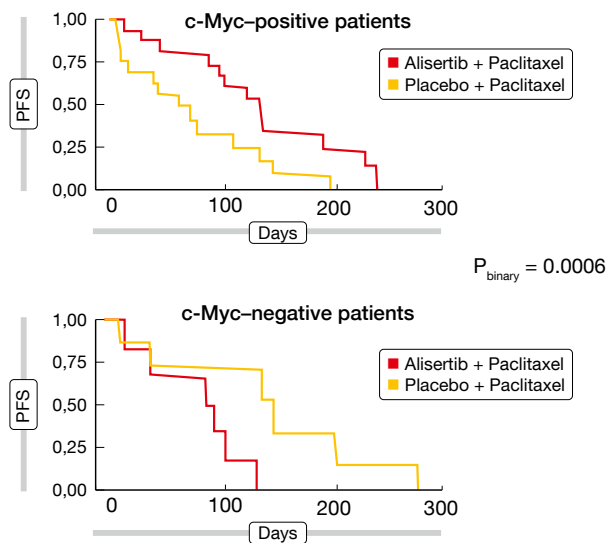 c-Myc–positive patients
1,00
0,75
0,50
0,25
0,00
PFS
Alisertib + Paclitaxel
Placebo + Paclitaxel
0 100 200 300
Days
P binary = 0.0006
c-Myc–negative patients
1,00
0,75
0,50
0,25
0,00
PFS
Alisertib + Paclitaxel
Placebo + Paclitaxel
0 100 200 300
Days